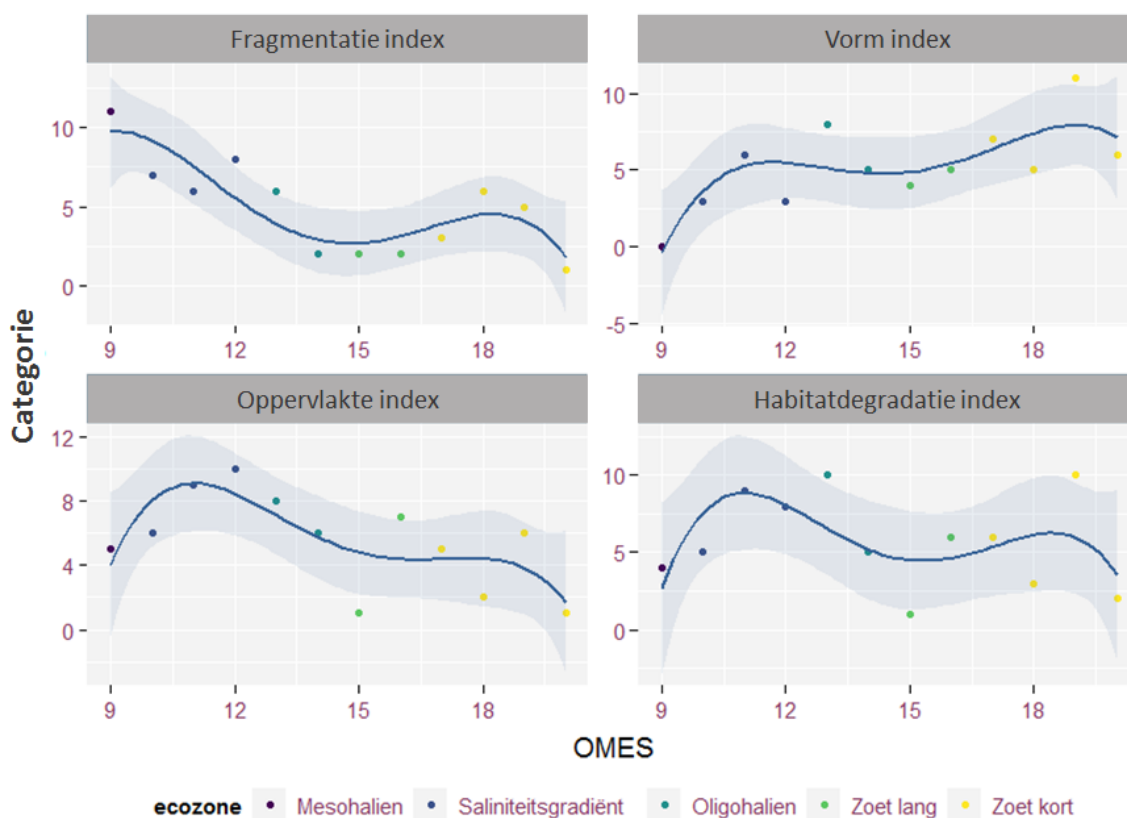 Fragmentatie index
Vorm index
10
5
0
9 12 15 18
10
5
0
-5
9 12 15 18
Categorie
Oppervlakte index
Habitatdegradatie index
12
8
4
0
9 12 15 18
10
5
0
9 12 15 18
OMES
ecozone Mesohalien Saliniteitsgradiënt Oligohalien Zoet lang Zoet kort